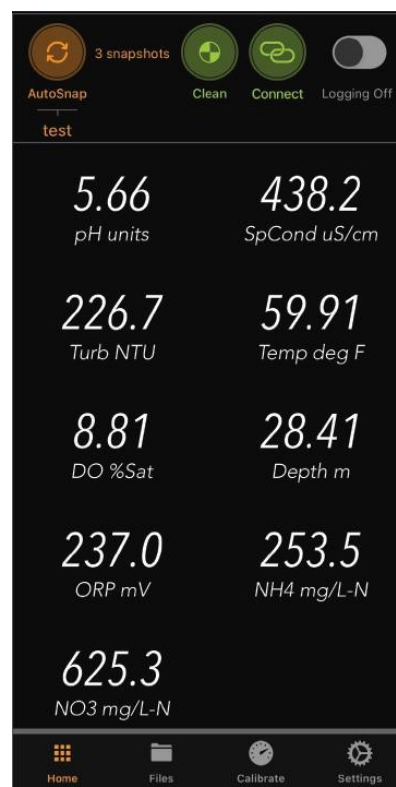 3 snapshots
AutoSnap Clean Connect Logging Off
test
5.66 438.2
pH units SpCond uS/cm
226.7 59.91
Turb NTU Temp deg F
8.81 28.41
DO %Sat Depth m
237.0 253.5
ORP mV NH4 mg/L-N
625.3
NO3 mg/L-N
Home Files Calibrate Settings